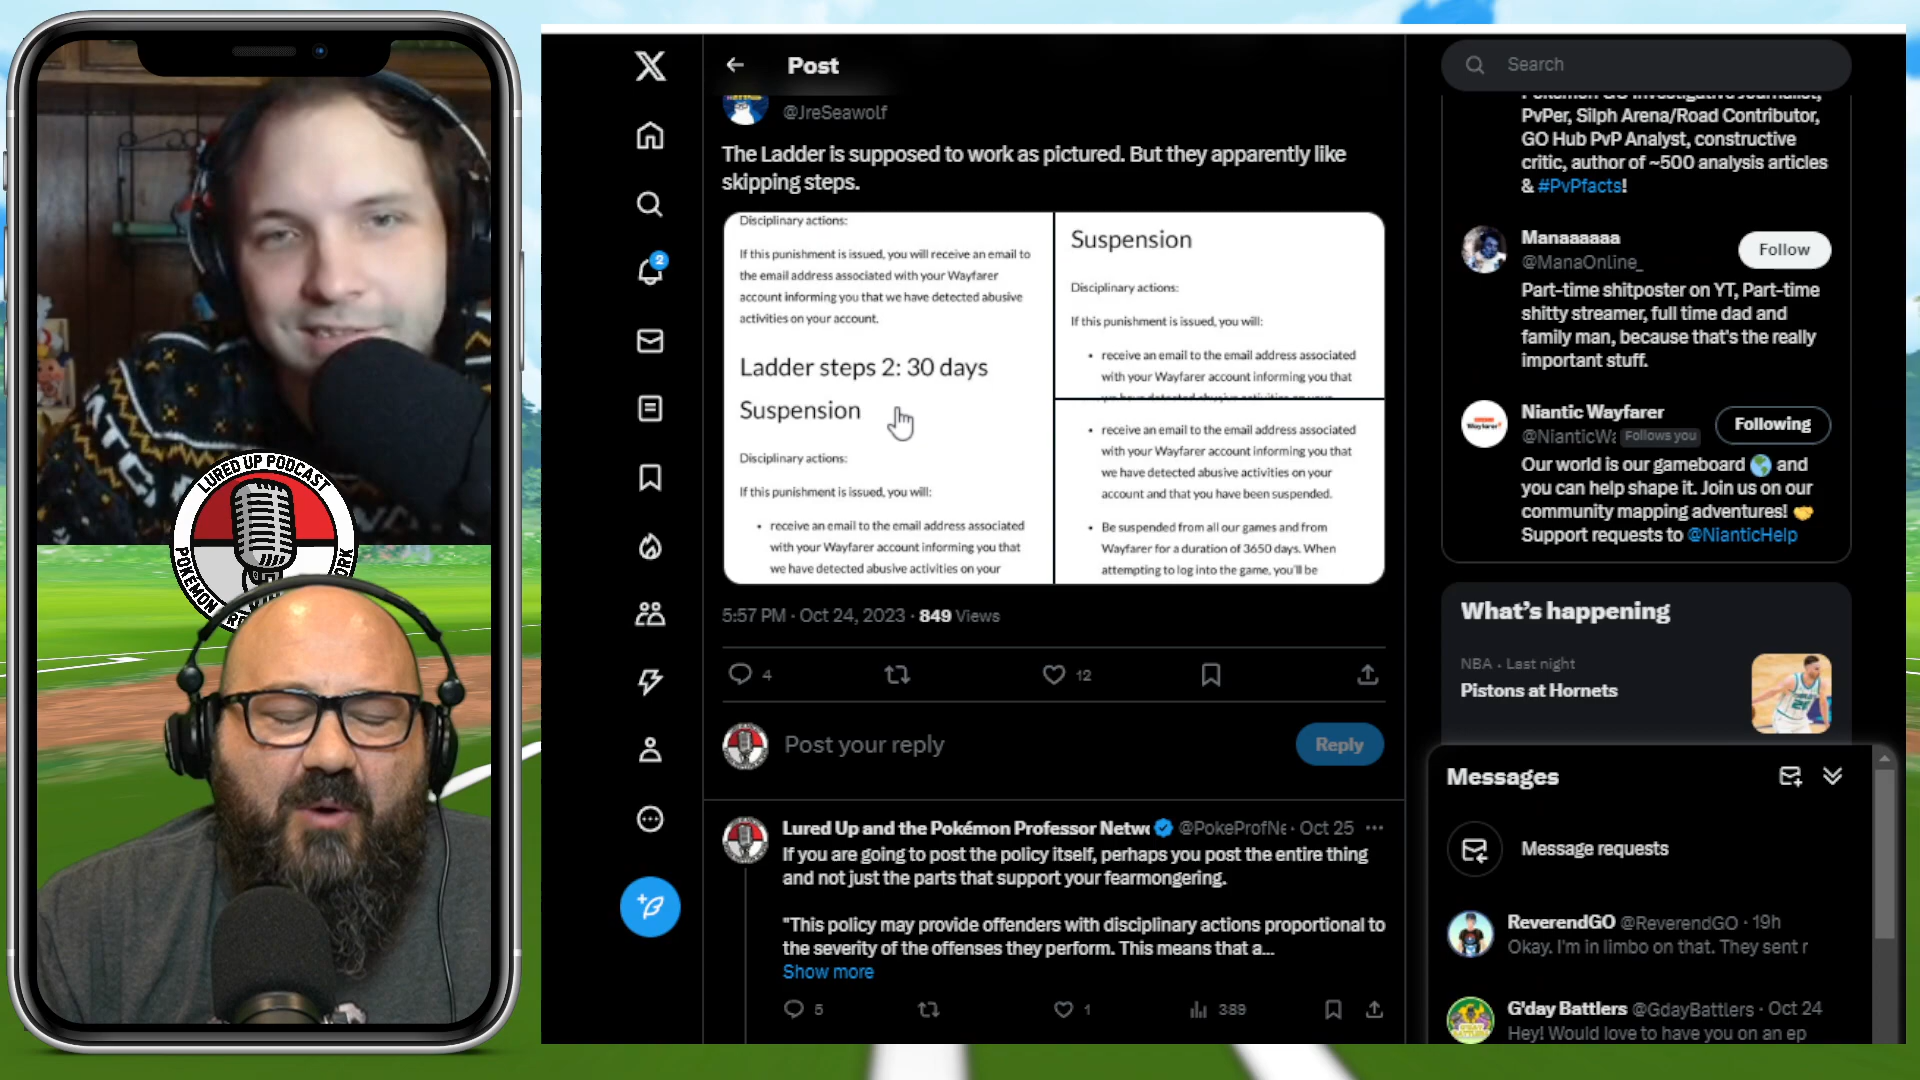 LURED UP PODCAST
POKÉMON
Post
@JreSeawolf
The Ladder is supposed to work as pictured. But they apparently like
skipping steps.
Disciplinary actions:
If this punishment is issued, you will receive an email to
the email address associated with your Wayfarer
account informing you that we have detected abusive
activities on your account.
Ladder steps 2: 30 days
Suspension
Disciplinary actions:
If this punishment is issued, you will:
• receive an email to the email address associated
with your Wayfarer account informing you that
we have detected abusive activities on your
Suspension
Disciplinary actions:
If this punishment is issued, you will:
• receive an email to the email address associated
with your Wayfarer account informing you that
we have detected abusive activities on your
• receive an email to the email address associated
with your Wayfarer account informing you that
we have detected abusive activities on your
account and that you have been suspended.
• Be suspended from all our games and from
Wayfarer for a duration of 3650 days. When
attempting to log into the game, you'll be
5:57 PM · Oct 24, 2023 · 849 Views
4
12
Post your reply
Reply
Lured Up and the Pokémon Professor Netwo @PokeProfNe · Oct 25 ...
If you are going to post the policy itself, perhaps you post the entire thing
and not just the parts that support your fearmongering.
"This policy may provide offenders with disciplinary actions proportional to
the severity of the offenses they perform. This means that a...
Show more
5
1
389
2
Search
Pokémon GO Investigative Journalist,
PvPer, Silph Arena/Road Contributor,
GO Hub PvP Analyst, constructive
critic, author of ~500 analysis articles
& #PvPfacts!
Manaaaaaa
Follow
@ManaOnline_
Part-time shitposter on YT, Part-time
shitty streamer, full time dad and
family man, because that's the really
important stuff.
Wayfarer
Niantic Wayfarer
Following
@NianticWa Follows you
Our world is our gameboard 🌎 and
you can help shape it. Join us on our
community mapping adventures! 🤝
Support requests to @NianticHelp
What's happening
NBA · Last night
Pistons at Hornets
Messages
Message requests
ReverendGO @ReverendGO · 19h
Okay. I'm in limbo on that. They sent r
G'day Battlers @GdayBattlers · Oct 24
Hey! Would love to have you on an ep